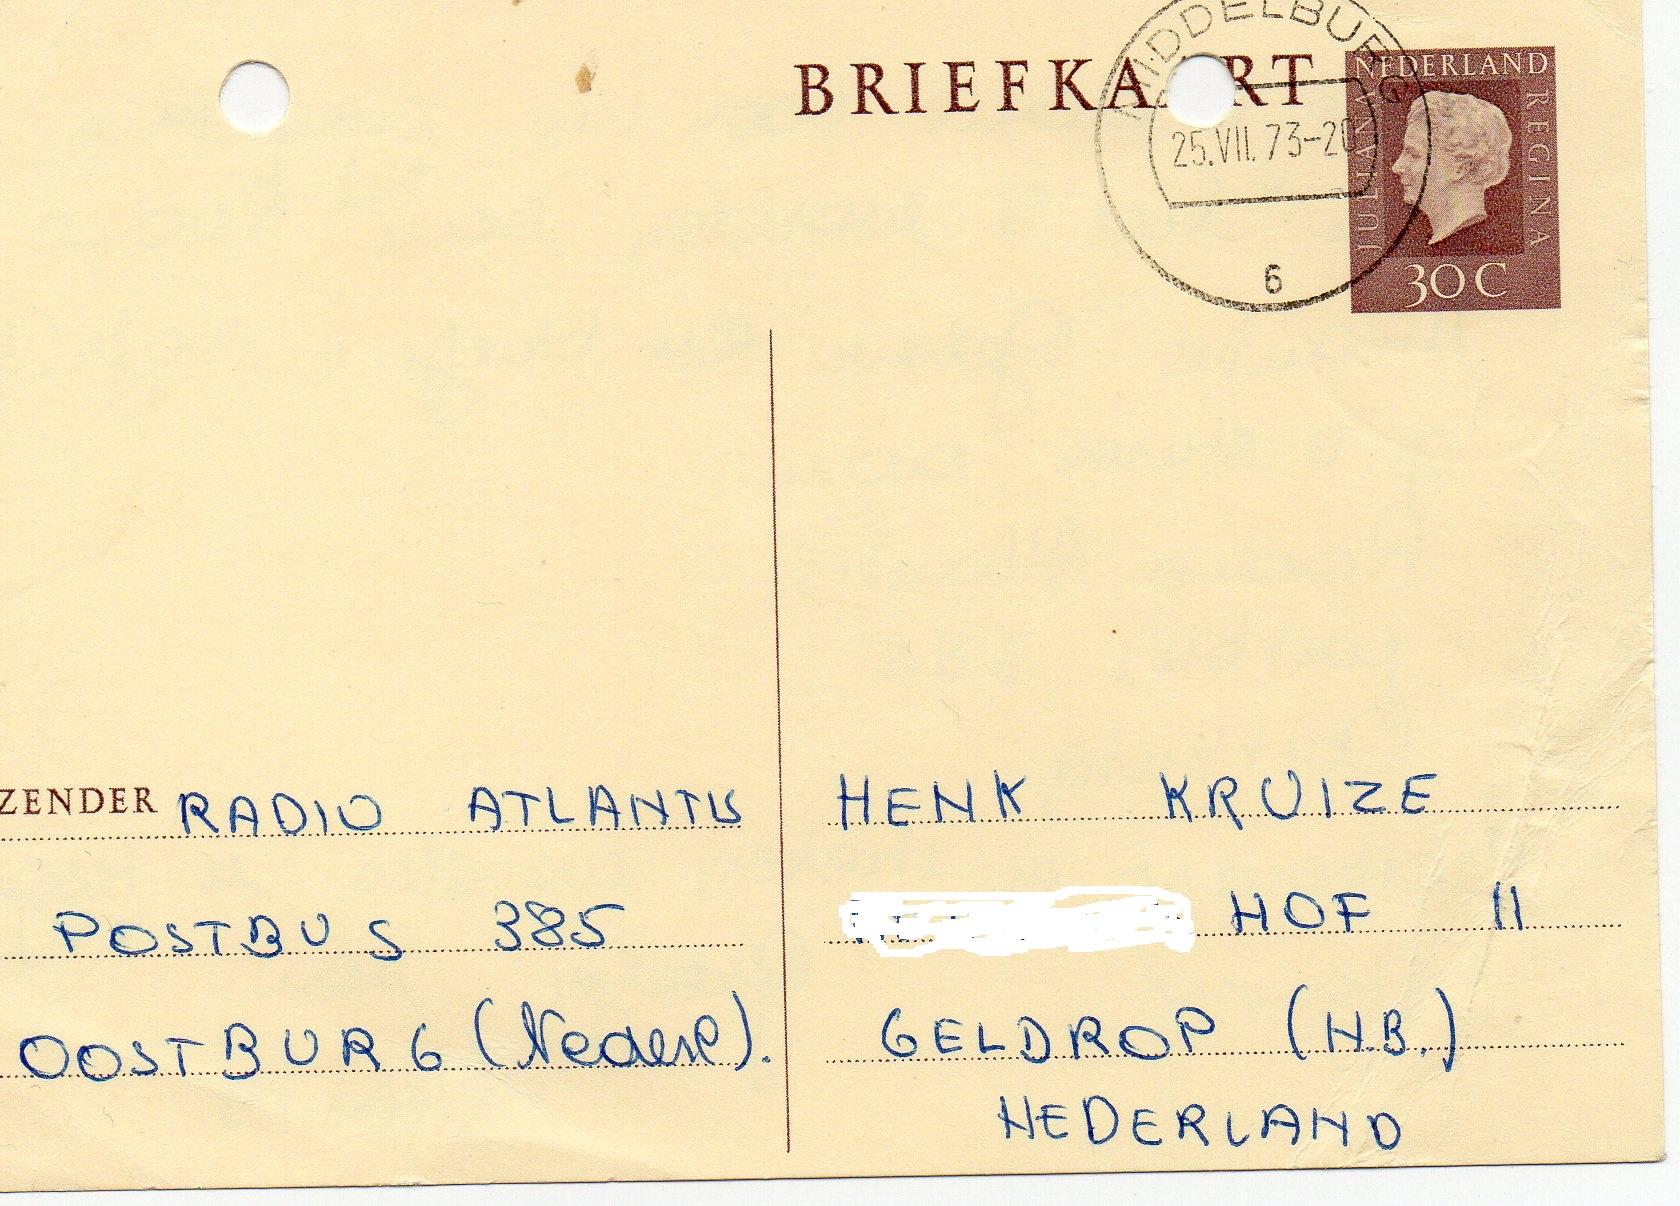 BRIEFKAART
MIDDELBURG
25.VII.73-20
6
NEDERLAND
JULIANA
REGINA
30 C
ZENDER RADIO ATLANTIS
POSTBUS 385
OOSTBURG (Nederl).
HENK KRUIZE
HOF 11
GELDROP (N.B.)
NEDERLAND